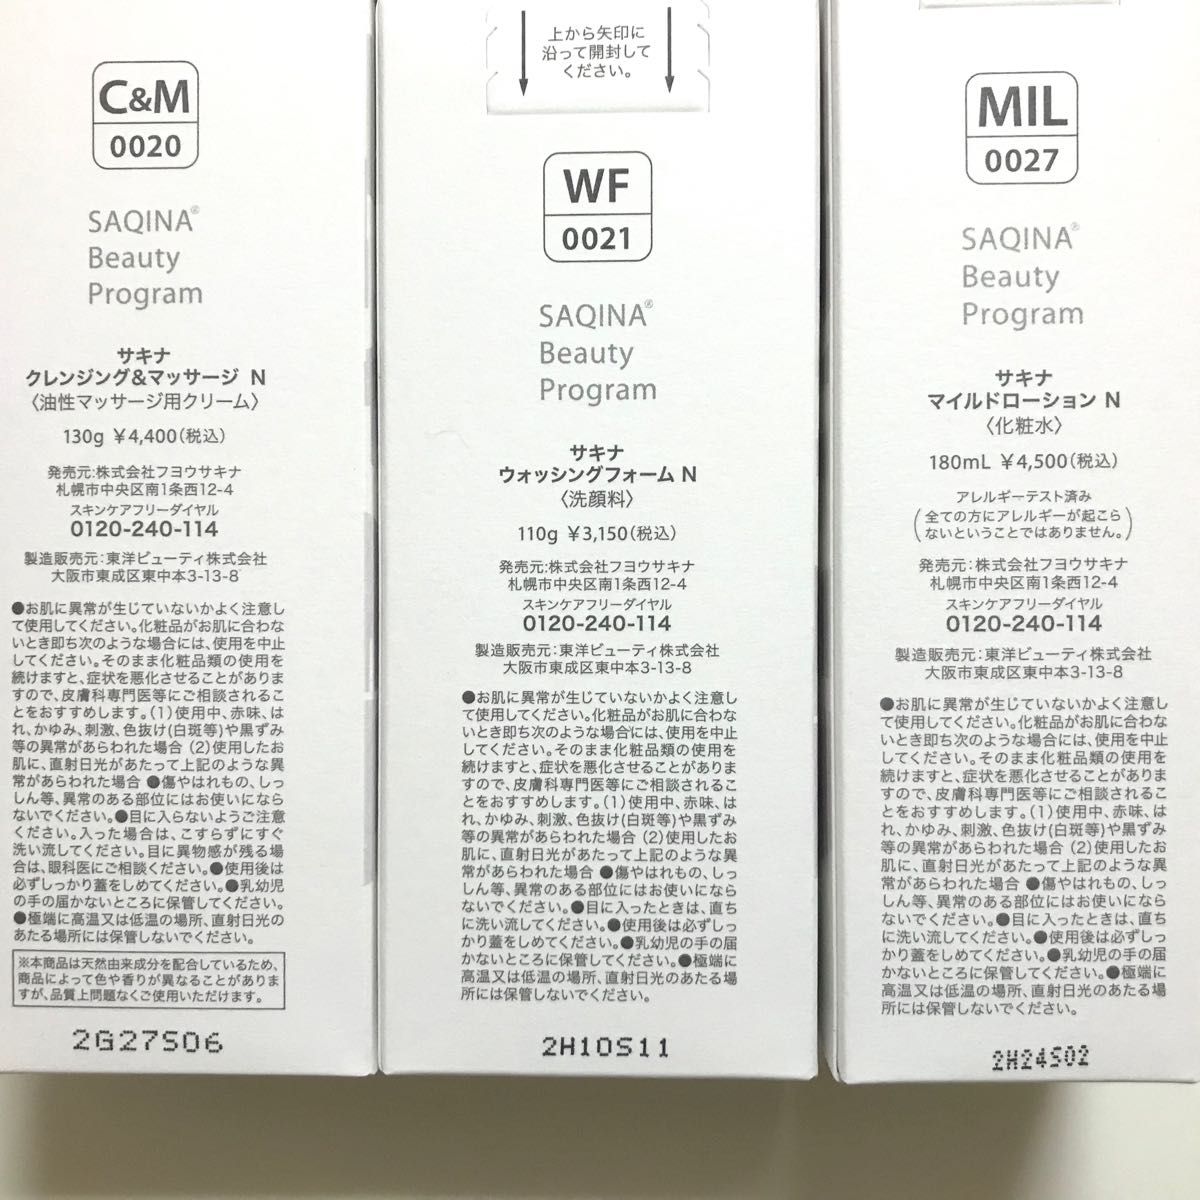 C&M
0020
SAQINA®
Beauty
Program
サキナ
クレンジング&マッサージ N
〈油性マッサージ用クリーム〉
130g ¥4,400(税込)
発売元:株式会社フヨウサキナ
札幌市中央区南1条西12-4
スキンケアフリーダイヤル
0120-240-114
製造販売元:東洋ビューティ株式会社
大阪市東成区東中本3-13-8
●お肌に異常が生じていないかよく注意し
て使用してください。化粧品がお肌に合わな
いとき即ち次のような場合には、使用を中止
してください。そのまま化粧品類の使用を
続けますと、症状を悪化させることがありま
すので、皮膚科専門医等にご相談されるこ
とをおすすめします。(1)使用中、赤味、は
れ、かゆみ、刺激、色抜け(白斑等)や黒ずみ
等の異常があらわれた場合 (2)使用したお
肌に、直射日光があたって上記のような異
常があらわれた場合 ●傷やはれもの、しっ
しん等、異常のある部位にはお使いになら
ないでください。●目に入らないようご注意
ください。入った場合は、こすらずにすぐ
洗い流してください。目に異物感が残る場
合は、眼科医にご相談ください。●使用後は
必ずしっかり蓋をしめてください。●乳幼児
の手の届かないところに保管してください。
●極端に高温又は低温の場所、直射日光の
あたる場所には保管しないでください。
※本商品は天然由来成分を配合しているため、
商品によって色や香りが異なることがありま
すが、品質上問題なくご使用いただけます。
2G27S06
上から矢印に
沿って開封して
ください。
WF
0021
SAQINA®
Beauty
Program
サキナ
ウォッシングフォーム N
〈洗顔料〉
110g ¥3,150(税込)
発売元:株式会社フヨウサキナ
札幌市中央区南1条西12-4
スキンケアフリーダイヤル
0120-240-114
製造販売元:東洋ビューティ株式会社
大阪市東成区東中本3-13-8
●お肌に異常が生じていないかよく注意し
て使用してください。化粧品がお肌に合わな
いとき即ち次のような場合には、使用を中止
してください。そのまま化粧品類の使用を
続けますと、症状を悪化させることがありま
すので、皮膚科専門医等にご相談されるこ
とをおすすめします。(1)使用中、赤味、は
れ、かゆみ、刺激、色抜け(白斑等)や黒ずみ
等の異常があらわれた場合 (2)使用したお
肌に、直射日光があたって上記のような異
常があらわれた場合 ●傷やはれもの、しっ
しん等、異常のある部位にはお使いになら
ないでください。●目に入ったときは、直ち
に洗い流してください。●使用後は必ずしっ
かり蓋をしめてください。●乳幼児の手の届
かないところに保管してください。●極端に
高温又は低温の場所、直射日光のあたる場
所には保管しないでください。
2H10S11
MIL
0027
SAQINA®
Beauty
Program
サキナ
マイルドローション N
〈化粧水〉
180mL ¥4,500(税込)
アレルギーテスト済み
(全ての方にアレルギーが起こら
ないということではありません。)
発売元:株式会社フヨウサキナ
札幌市中央区南1条西12-4
スキンケアフリーダイヤル
0120-240-114
製造販売元:東洋ビューティ株式会社
大阪市東成区東中本3-13-8
●お肌に異常が生じていないかよく注意し
て使用してください。化粧品がお肌に合わな
いとき即ち次のような場合には、使用を中止
してください。そのまま化粧品類の使用を
続けますと、症状を悪化させることがありま
すので、皮膚科専門医等にご相談されるこ
とをおすすめします。(1)使用中、赤味、は
れ、かゆみ、刺激、色抜け(白斑等)や黒ずみ
等の異常があらわれた場合 (2)使用したお
肌に、直射日光があたって上記のような異
常があらわれた場合 ●傷やはれもの、しっ
しん等、異常のある部位にはお使いになら
ないでください。●目に入ったときは、直ち
に洗い流してください。●使用後は必ずしっ
かり蓋をしめてください。●乳幼児の手の届
かないところに保管してください。●極端に
高温又は低温の場所、直射日光のあたる場
所には保管しないでください。
2H24S02